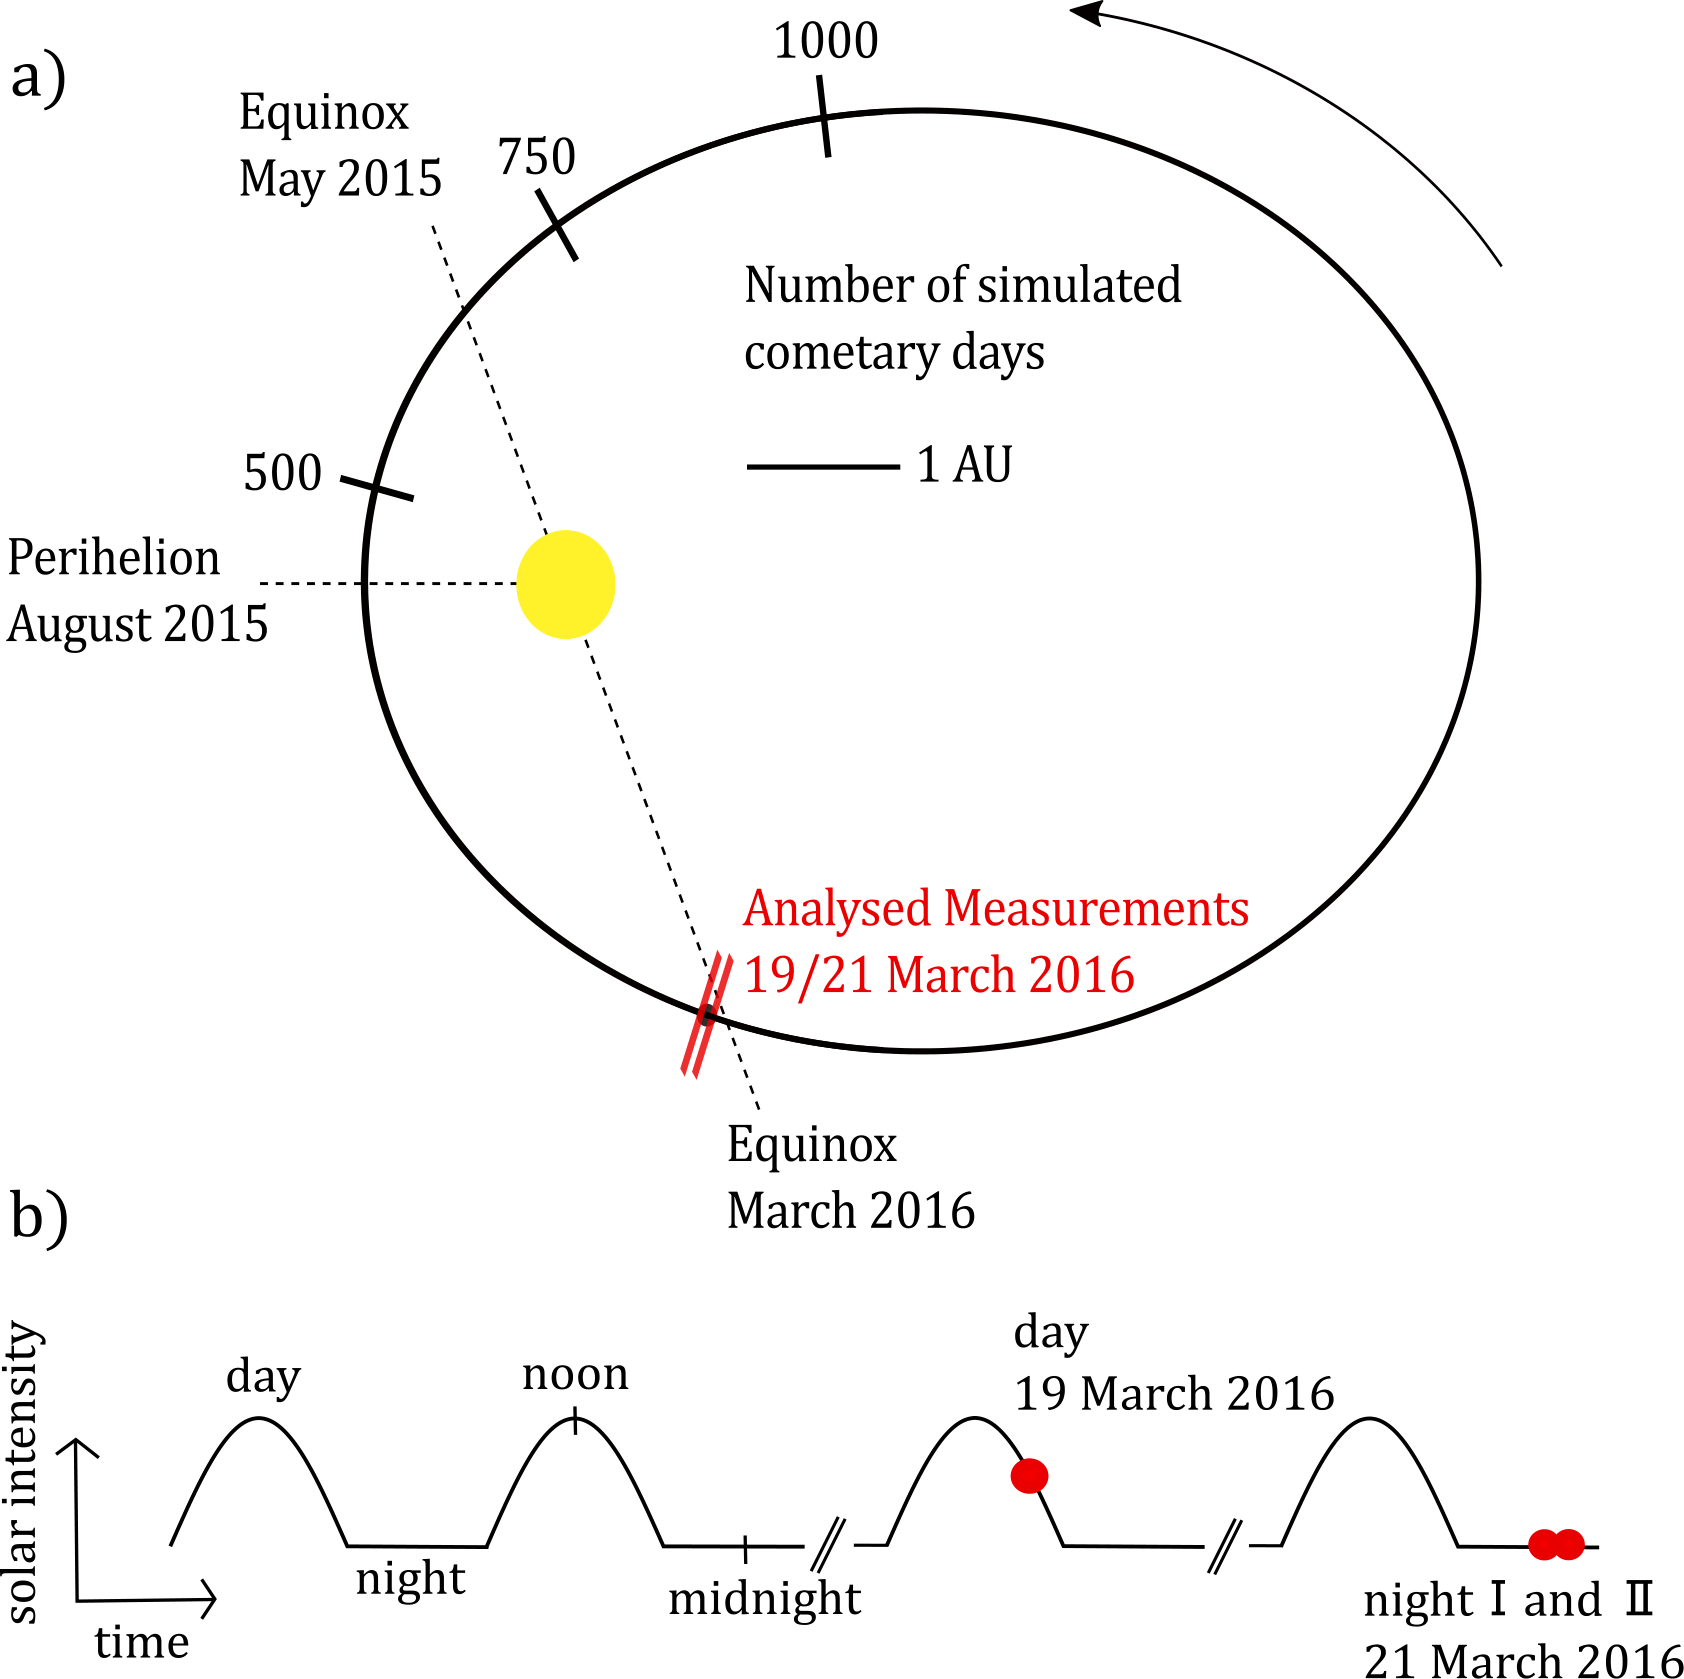 a)
1000
Equinox
May 2015
750
Number of simulated
cometary days
1 AU
500
Perihelion
August 2015
Analysed Measurements
19/21 March 2016
Equinox
March 2016
b)
solar intensity
time
day
night
noon
midnight
day
19 March 2016
night I and II
21 March 2016